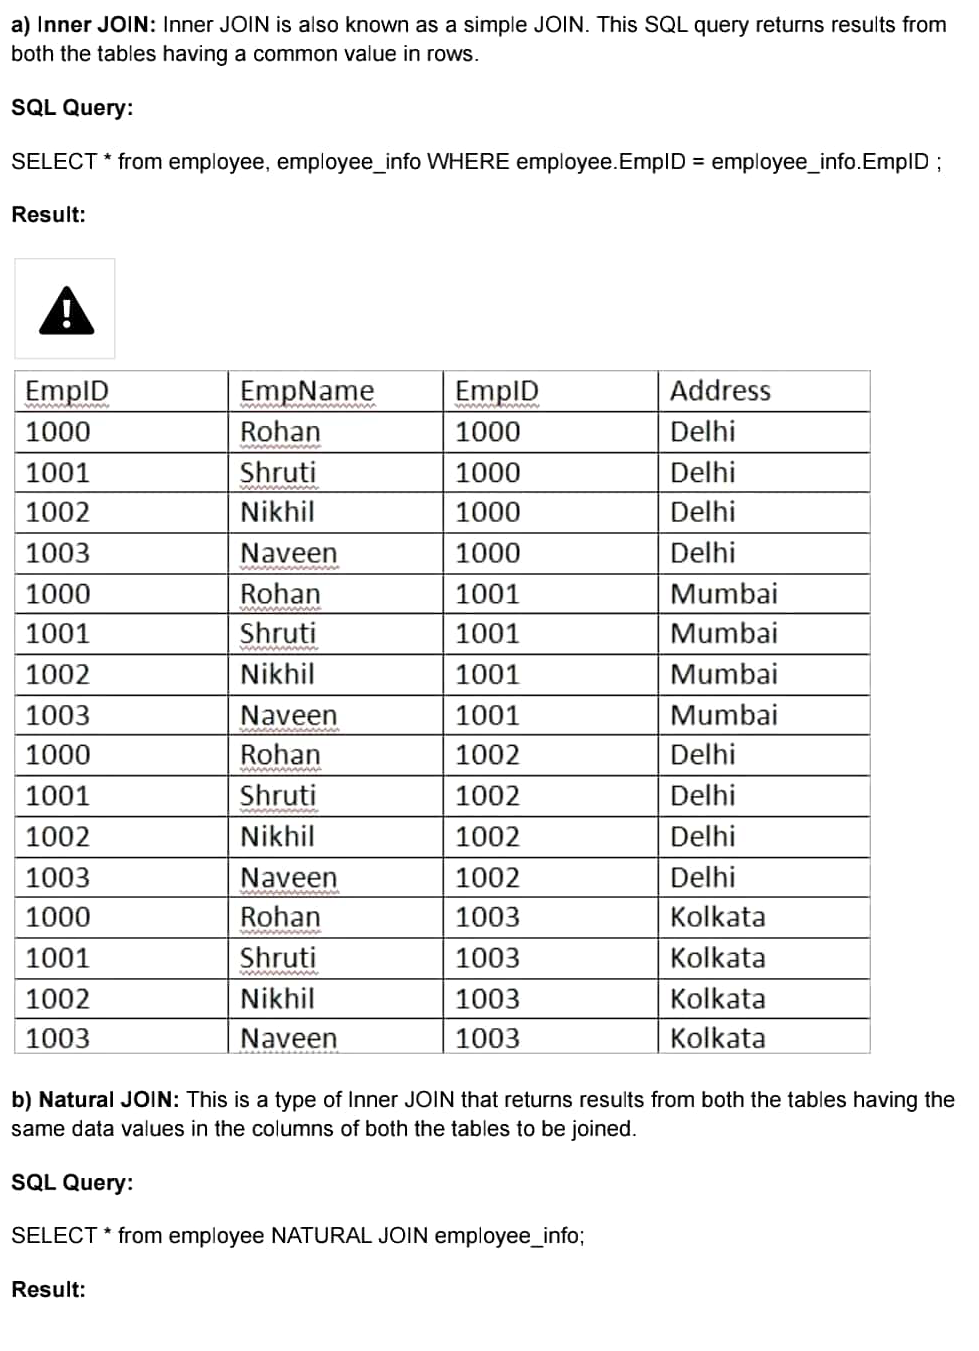 a) Inner JOIN: Inner JOIN is also known as a simple JOIN. This SQL query returns results from
both the tables having a common value in rows.
SQL Query:
SELECT * from employee, employee_info WHERE employee.EmpID = employee_info.EmpID ;
Result:
EmpID EmpName EmpID Address
1000 Rohan 1000 Delhi
1001 Shruti 1000 Delhi
1002 Nikhil 1000 Delhi
1003 Naveen 1000 Delhi
1000 Rohan 1001 Mumbai
1001 Shruti 1001 Mumbai
1002 Nikhil 1001 Mumbai
1003 Naveen 1001 Mumbai
1000 Rohan 1002 Delhi
1001 Shruti 1002 Delhi
1002 Nikhil 1002 Delhi
1003 Naveen 1002 Delhi
1000 Rohan 1003 Kolkata
1001 Shruti 1003 Kolkata
1002 Nikhil 1003 Kolkata
1003 Naveen 1003 Kolkata
b) Natural JOIN: This is a type of Inner JOIN that returns results from both the tables having the
same data values in the columns of both the tables to be joined.
SQL Query:
SELECT * from employee NATURAL JOIN employee_info;
Result: